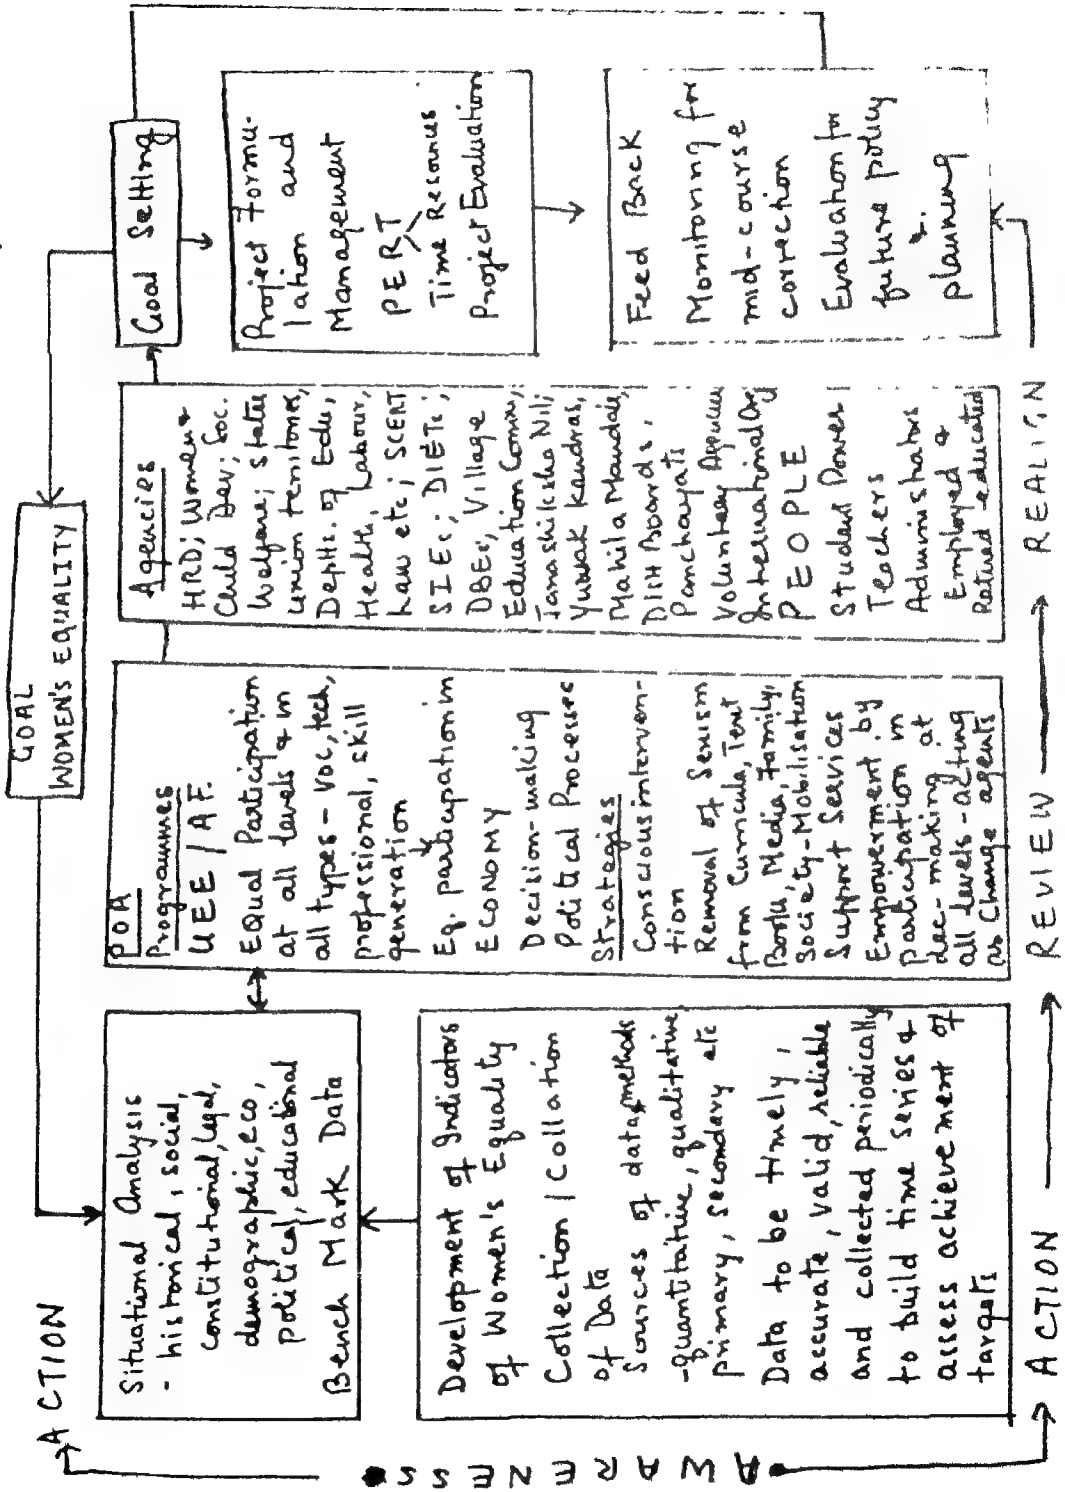 GOAL
WOMEN'S EQUALITY
ACTION
AWARENESS
Situational Analysis
- historical, social,
constitutional, legal,
demographic, eco,
political, educational
Bench Mark Data
Development of Indicators
of Women's Equality
Collection / Collation
of Data
Sources of data, methods
- quantitative, qualitative,
primary, secondary etc
Data to be timely,
accurate, valid, reliable
and collected periodically
to build time series &
assess achievement of
targets
POA
Programmes
UEE / AF.
EQual Participation
at all levels & in
all types - voc, tech,
professional, skill
generation
Eq. participation in
ECONOMY
Decision-making
Political Processes
Strategies
Conscious interven-
tion
Removal of Sexism
from Curricula, Text
Books, Media, Family,
Society - Mobilisation
Support Services
Empowerment by
participation in
dec-making at
all levels - acting
as Change agents
Agencies
HRD; Women &
Child Dev; Soc.
Welfare; States
Union territories,
Deptts. of Edu,
Health, Labour,
Law etc; SCERT
SIEs; DIETs;
DBEs, Village
Education Comm,
Yuvak Kendras,
Mahila Mandals,
Distt Boards,
Panchayats
Voluntary Agencies
International Org
PEOPLE
Student Power
Teachers
Administrators
Employed &
Retired educated
Goal Setting
Project Formu-
lation and
Management
PERT
Time Resources
Project Evaluation
Feed Back
Monitoring for
mid-course
correction
Evaluation for
future policy
&
planning
ACTION REVIEW REALIGN